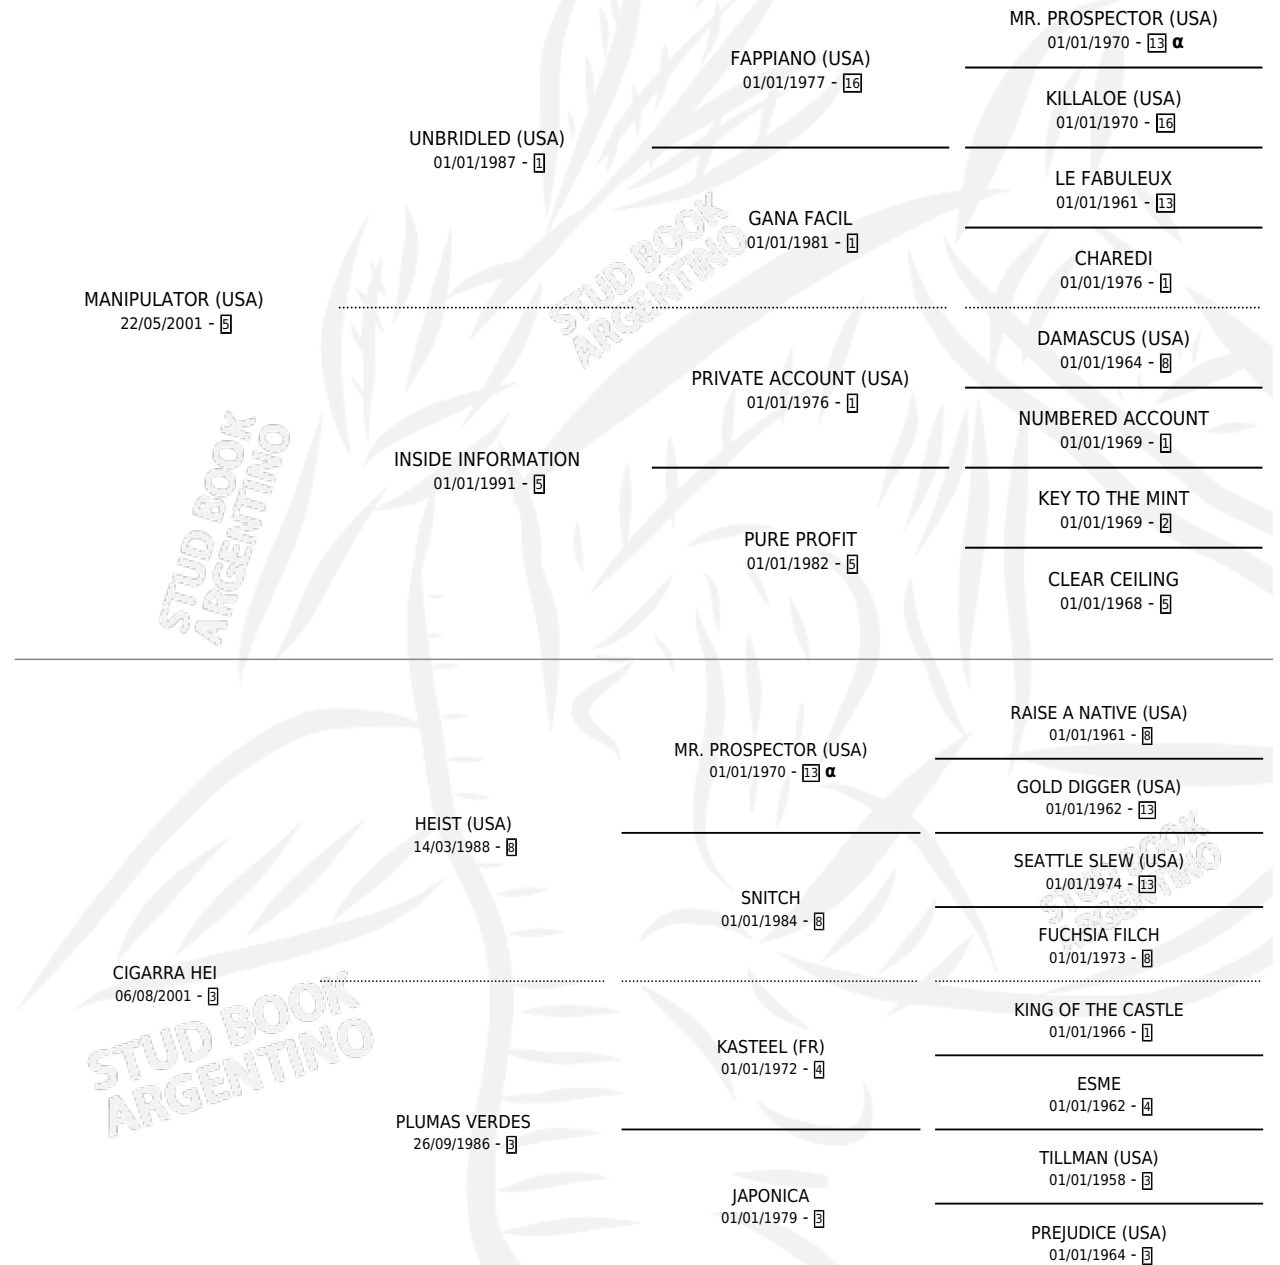 MR. PROSPECTOR (USA)
01/01/1970 - 13 α
FAPPIANO (USA)
01/01/1977 - 16
KILLALOE (USA)
01/01/1970 - 16
UNBRIDLED (USA)
01/01/1987 - 1
LE FABULEUX
01/01/1961 - 13
GANA FACIL
01/01/1981 - 1
CHAREDI
01/01/1976 - 1
MANIPULATOR (USA)
22/05/2001 - 5
DAMASCUS (USA)
01/01/1964 - 8
PRIVATE ACCOUNT (USA)
01/01/1976 - 1
NUMBERED ACCOUNT
01/01/1969 - 1
INSIDE INFORMATION
01/01/1991 - 5
KEY TO THE MINT
01/01/1969 - 2
PURE PROFIT
01/01/1982 - 5
CLEAR CEILING
01/01/1968 - 5
RAISE A NATIVE (USA)
01/01/1961 - 8
MR. PROSPECTOR (USA)
01/01/1970 - 13 α
GOLD DIGGER (USA)
01/01/1962 - 13
HEIST (USA)
14/03/1988 - 8
SEATTLE SLEW (USA)
01/01/1974 - 13
SNITCH
01/01/1984 - 8
FUCHSIA FILCH
01/01/1973 - 8
CIGARRA HEI
06/08/2001 - 3
KING OF THE CASTLE
01/01/1966 - 1
KASTEEL (FR)
01/01/1972 - 4
ESME
01/01/1962 - 4
PLUMAS VERDES
26/09/1986 - 3
TILLMAN (USA)
01/01/1958 - 3
JAPONICA
01/01/1979 - 3
PREJUDICE (USA)
01/01/1964 - 3
STUD BOOK
ARGENTINO
STUD BOOK
ARGENTINO
STUD BOOK
ARGENTINO
STUD BOOK
ARGENTINO